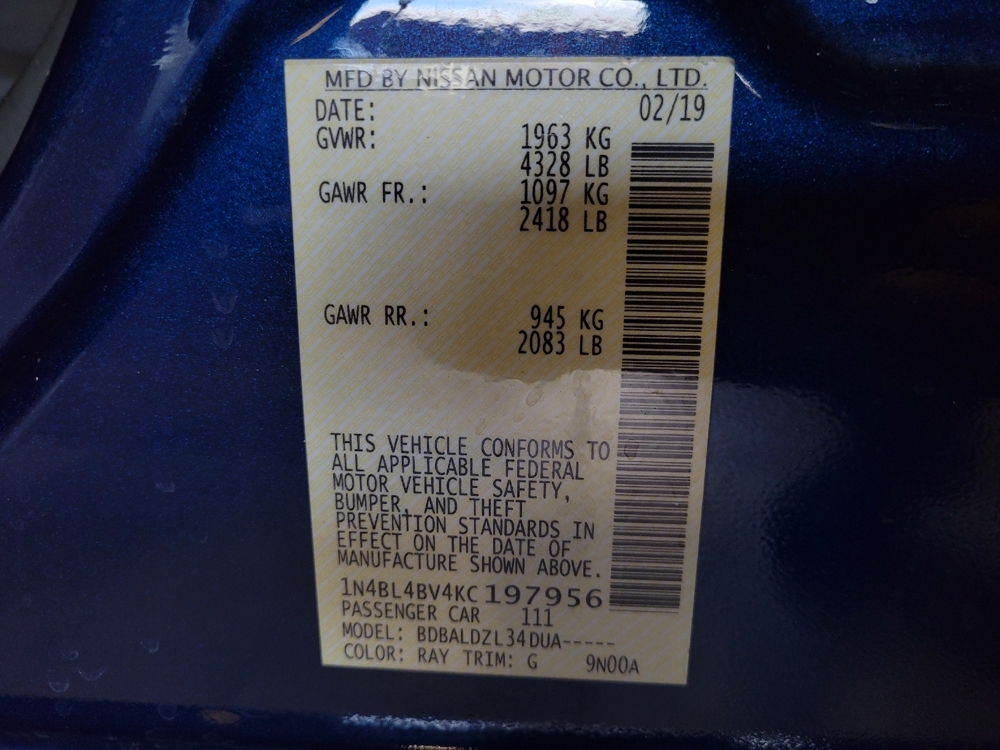 MFD BY NISSAN MOTOR CO., LTD.
DATE: 02/19
GVWR: 1963 KG
4328 LB
GAWR FR.: 1097 KG
2418 LB
GAWR RR.: 945 KG
2083 LB
THIS VEHICLE CONFORMS TO
ALL APPLICABLE FEDERAL
MOTOR VEHICLE SAFETY,
BUMPER, AND THEFT
PREVENTION STANDARDS IN
EFFECT ON THE DATE OF
MANUFACTURE SHOWN ABOVE.
1N4BL4BV4KC197956
PASSENGER CAR 111
MODEL: BDBALDZL34DUA-----
COLOR: RAY TRIM: G 9N00A